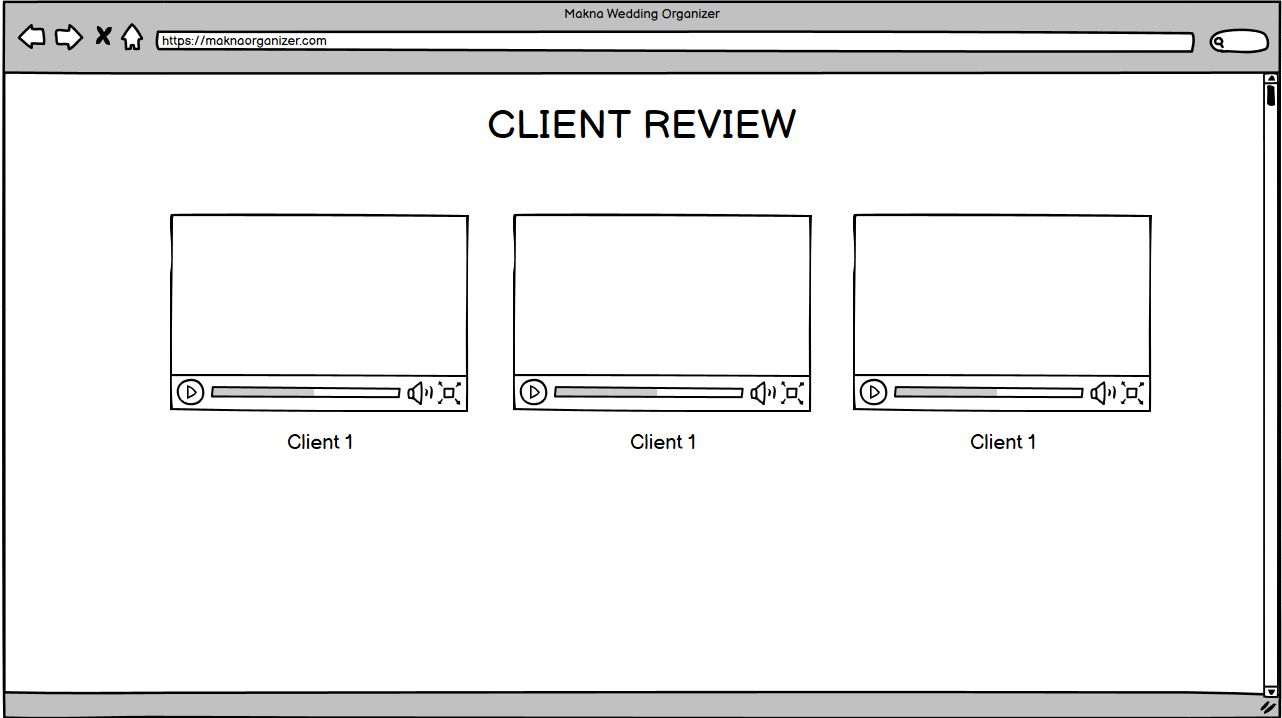 Makna Wedding Organizer
https://maknaorganizer.com
CLIENT REVIEW
Client 1
Client 1
Client 1